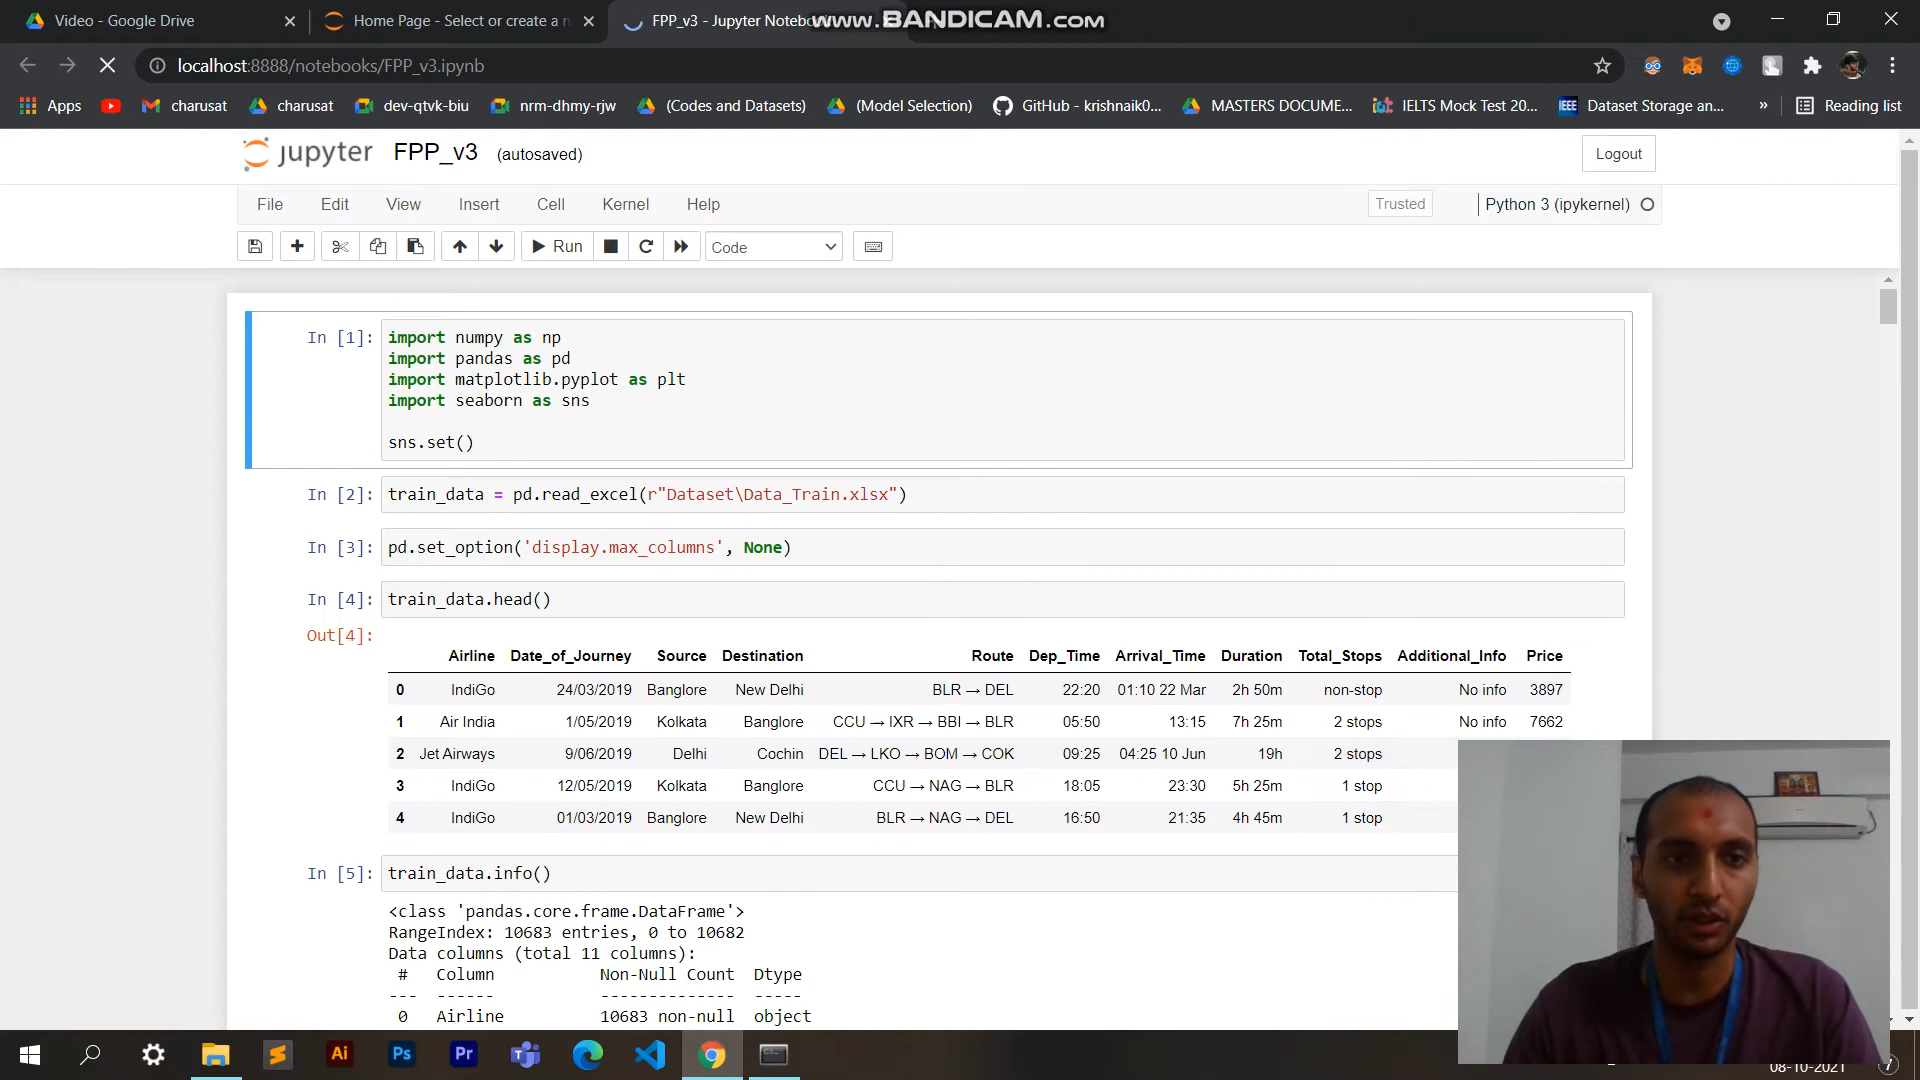 Video - Google Drive
Home Page - Select or create a n
FPP_v3 - Jupyter Notebo
www.BANDICAM.com
localhost:8888/notebooks/FPP_v3.ipynb
Apps charusat charusat dev-qtvk-biu nrm-dhmy-rjw (Codes and Datasets) (Model Selection) GitHub - krishnaik0... MASTERS DOCUME... IELTS Mock Test 20... IEEE Dataset Storage an... » Reading list
jupyter FPP_v3 (autosaved) Logout
File Edit View Insert Cell Kernel Help Trusted Python 3 (ipykernel)
Run Code
In [1]: import numpy as np
import pandas as pd
import matplotlib.pyplot as plt
import seaborn as sns
sns.set()
In [2]: train_data = pd.read_excel(r"Dataset\Data_Train.xlsx")
In [3]: pd.set_option('display.max_columns', None)
In [4]: train_data.head()
Out[4]:
Airline Date_of_Journey Source Destination Route Dep_Time Arrival_Time Duration Total_Stops Additional_Info Price
0 IndiGo 24/03/2019 Banglore New Delhi BLR → DEL 22:20 01:10 22 Mar 2h 50m non-stop No info 3897
1 Air India 1/05/2019 Kolkata Banglore CCU → IXR → BBI → BLR 05:50 13:15 7h 25m 2 stops No info 7662
2 Jet Airways 9/06/2019 Delhi Cochin DEL → LKO → BOM → COK 09:25 04:25 10 Jun 19h 2 stops
3 IndiGo 12/05/2019 Kolkata Banglore CCU → NAG → BLR 18:05 23:30 5h 25m 1 stop
4 IndiGo 01/03/2019 Banglore New Delhi BLR → NAG → DEL 16:50 21:35 4h 45m 1 stop
In [5]: train_data.info()
<class 'pandas.core.frame.DataFrame'>
RangeIndex: 10683 entries, 0 to 10682
Data columns (total 11 columns):
# Column Non-Null Count Dtype
--- ------ -------------- -----
0 Airline 10683 non-null object
Ai Ps Pr
08-10-2021